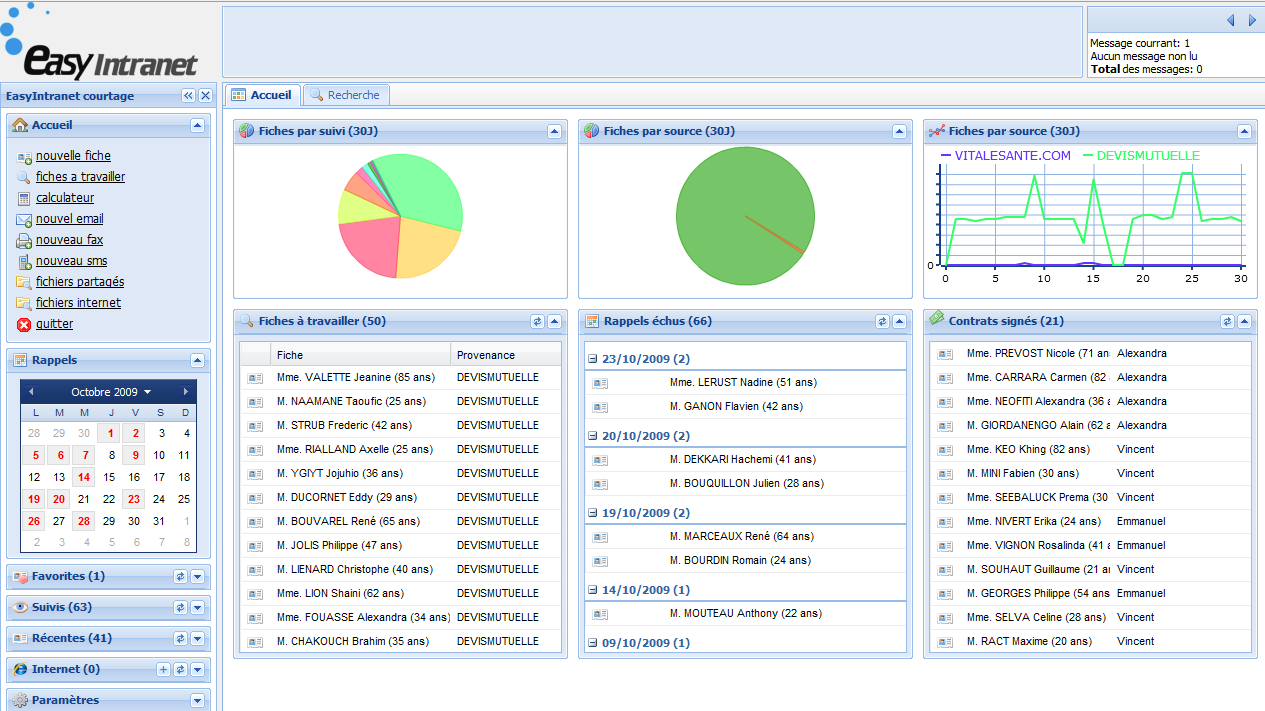 Easy Intranet
Message courrant: 1
Aucun message non lu
Total des messages: 0
EasyIntranet courtage
Accueil
nouvelle fiche
fiches a travailler
calculateur
nouvel email
nouveau fax
nouveau sms
fichiers partagés
fichiers internet
quitter
Rappels
Octobre 2009
L M M J V S D
28 29 30 1 2 3 4
5 6 7 8 9 10 11
12 13 14 15 16 17 18
19 20 21 22 23 24 25
26 27 28 29 30 31 1
2 3 4 5 6 7 8
Favorites (1)
Suivis (63)
Récentes (41)
Internet (0)
Paramètres
Accueil
Recherche
Fiches par suivi (30J)
Fiches par source (30J)
Fiches par source (30J)
VITALESANTE.COM DEVISMUTUELLE
0
0 5 10 15 20 25 30
Fiches à travailler (50)
Fiche Provenance
Mme. VALETTE Jeanine (85 ans) DEVISMUTUELLE
M. NAAMANE Taoufic (25 ans) DEVISMUTUELLE
M. STRUB Frederic (42 ans) DEVISMUTUELLE
Mme. RIALLAND Axelle (25 ans) DEVISMUTUELLE
M. YGIYT Jojuhio (36 ans) DEVISMUTUELLE
M. DUCORNET Eddy (29 ans) DEVISMUTUELLE
M. BOUVAREL René (65 ans) DEVISMUTUELLE
M. JOLIS Philippe (47 ans) DEVISMUTUELLE
M. LIENARD Christophe (40 ans) DEVISMUTUELLE
Mme. LION Shaini (62 ans) DEVISMUTUELLE
Mme. FOUASSE Alexandra (34 ans) DEVISMUTUELLE
M. CHAKOUCH Brahim (35 ans) DEVISMUTUELLE
Rappels échus (66)
23/10/2009 (2)
Mme. LERUST Nadine (51 ans)
M. GANON Flavien (42 ans)
20/10/2009 (2)
M. DEKKARI Hachemi (41 ans)
M. BOUQUILLON Julien (28 ans)
19/10/2009 (2)
M. MARCEAUX René (64 ans)
M. BOURDIN Romain (24 ans)
14/10/2009 (1)
M. MOUTEAU Anthony (22 ans)
09/10/2009 (1)
Contrats signés (21)
Mme. PREVOST Nicole (71 an Alexandra
Mme. CARRARA Carmen (82 Alexandra
Mme. NEOFITI Alexandra (36 a Alexandra
M. GIORDANENGO Alain (62 a Alexandra
Mme. KEO Khing (82 ans) Vincent
M. MINI Fabien (30 ans) Vincent
Mme. SEEBALUCK Prema (30 Vincent
Mme. NIVERT Erika (24 ans) Emmanuel
Mme. VIGNON Rosalinda (41 a Emmanuel
M. SOUHAUT Guillaume (21 a Vincent
M. GEORGES Philippe (54 ans Emmanuel
Mme. SELVA Celine (28 ans) Vincent
M. RACT Maxime (20 ans) Vincent